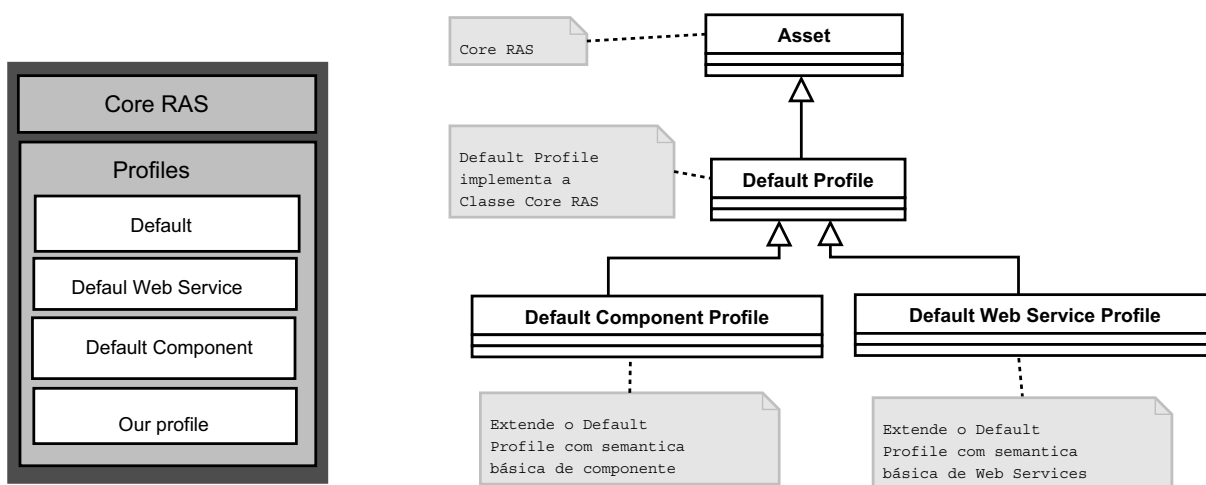 Core RAS
Profiles
Default
Defaul Web Service
Default Component
Our profile
Core RAS
Asset
Default Profile
implementa a
Classe Core RAS
Default Profile
Default Component Profile
Default Web Service Profile
Extende o Default
Profile com semantica
básica de componente
Extende o Default
Profile com semantica
básica de Web Services